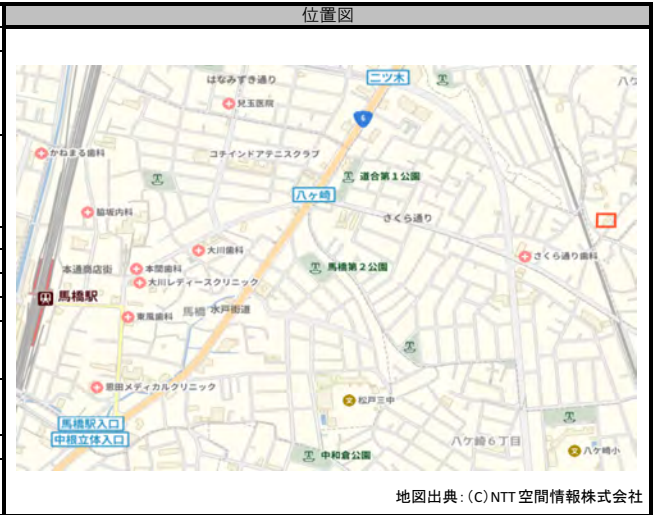 位置図
はなみずき通り
二ツ木
児玉医院
6
かねまる歯科
コナインドアテニスクラブ
道合第1公園
八ヶ崎
脇坂内科
さくら通り
大川歯科
さくら通り歯科
本通商店街
本間歯科
馬橋第2公園
大川レディースクリニック
馬橋駅
東風歯科
馬橋
水戸街道
恩田メディカルクリニック
松戸三中
馬橋駅入口
中根立体入口
八ケ崎6丁目
八ケ崎小
中和倉公園
地図出典:(C)NTT空間情報株式会社